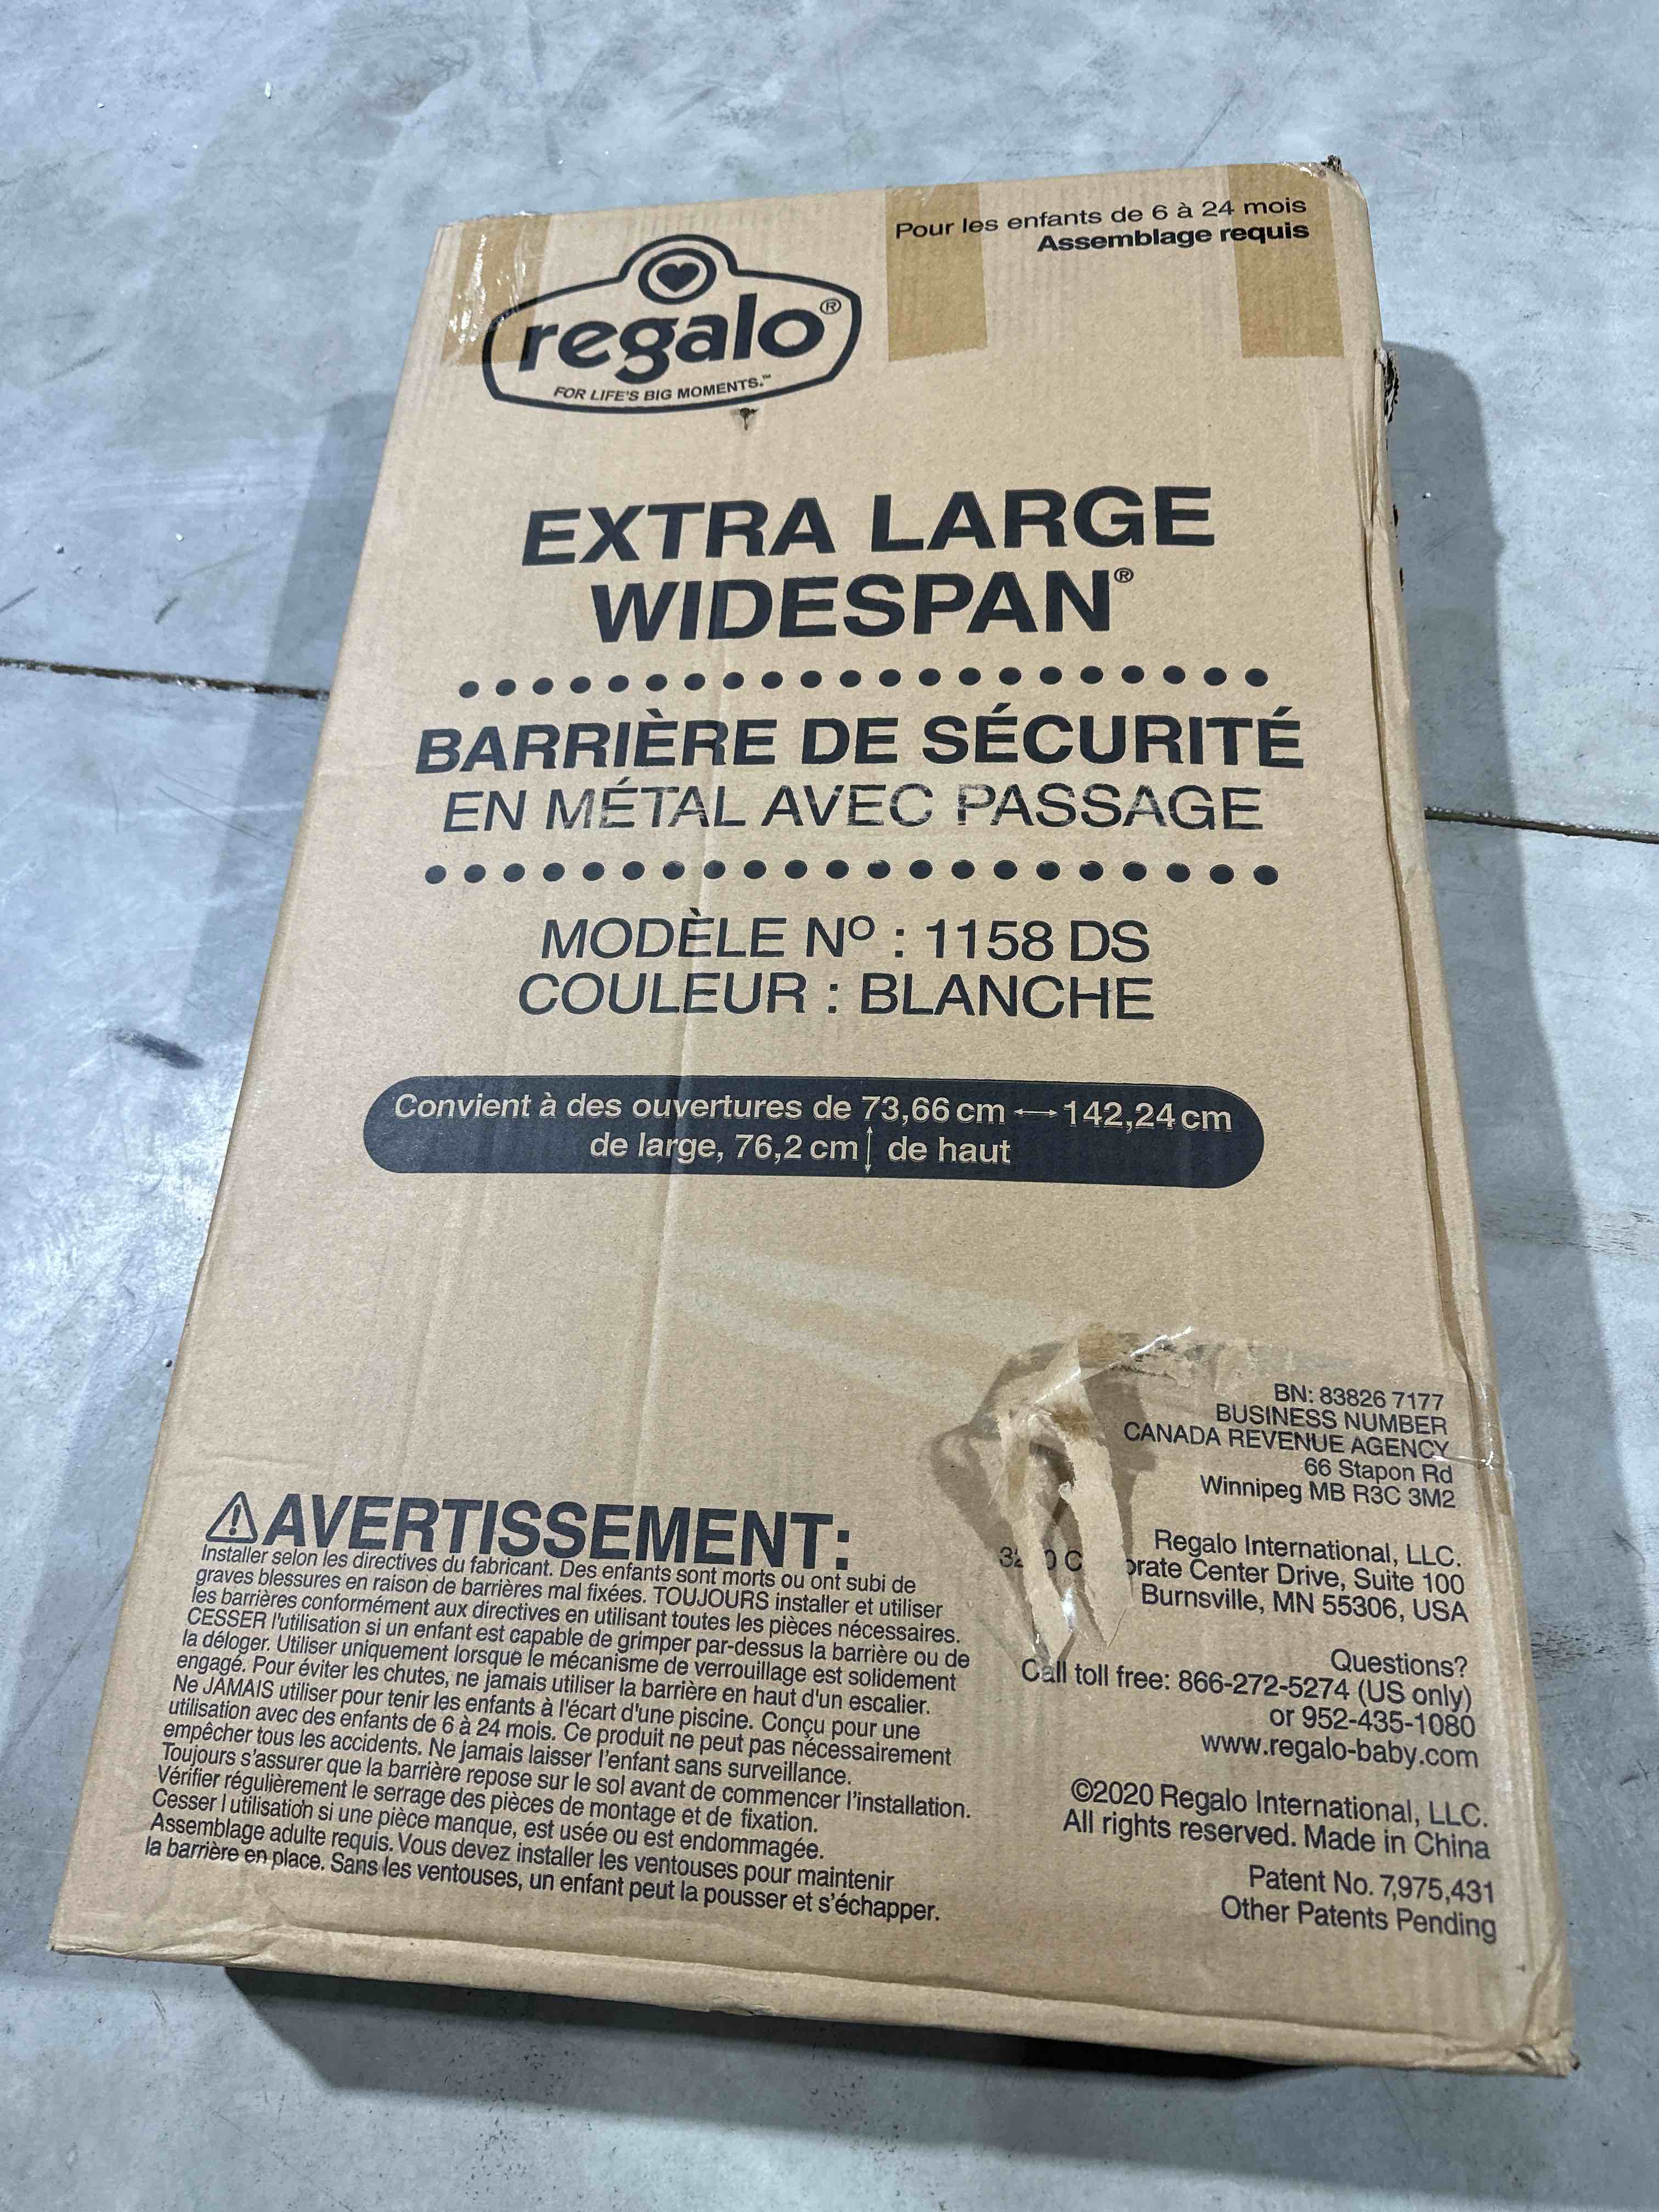 Pour les enfants de 6 à 24 mois
Assemblage requis
regalo®
FOR LIFE'S BIG MOMENTS.™
EXTRA LARGE
WIDESPAN®
BARRIÈRE DE SÉCURITÉ
EN MÉTAL AVEC PASSAGE
MODÈLE Nº : 1158 DS
COULEUR : BLANCHE
Convient à des ouvertures de 73,66 cm ↔ 142,24 cm
de large, 76,2 cm ↕ de haut
⚠AVERTISSEMENT:
Installer selon les directives du fabricant. Des enfants sont morts ou ont subi de
graves blessures en raison de barrières mal fixées. TOUJOURS installer et utiliser
les barrières conformément aux directives en utilisant toutes les pièces nécessaires.
CESSER l'utilisation si un enfant est capable de grimper par-dessus la barrière ou de
la déloger. Utiliser uniquement lorsque le mécanisme de verrouillage est solidement
engagé. Pour éviter les chutes, ne jamais utiliser la barrière en haut d'un escalier.
Ne JAMAIS utiliser pour tenir les enfants à l'écart d'une piscine. Conçu pour une
utilisation avec des enfants de 6 à 24 mois. Ce produit ne peut pas nécessairement
empêcher tous les accidents. Ne jamais laisser l'enfant sans surveillance.
Toujours s'assurer que la barrière repose sur le sol avant de commencer l'installation.
Vérifier régulièrement le serrage des pièces de montage et de fixation.
Cesser l utilisation si une pièce manque, est usée ou est endommagée.
Assemblage adulte requis. Vous devez installer les ventouses pour maintenir
la barrière en place. Sans les ventouses, un enfant peut la pousser et s'échapper.
BN: 83826 7177
BUSINESS NUMBER
CANADA REVENUE AGENCY
66 Stapon Rd
Winnipeg MB R3C 3M2
Regalo International, LLC.
Center Drive, Suite 100
Burnsville, MN 55306, USA
Questions?
Call toll free: 866-272-5274 (US only)
or 952-435-1080
www.regalo-baby.com
©2020 Regalo International, LLC.
All rights reserved. Made in China
Patent No. 7,975,431
Other Patents Pending